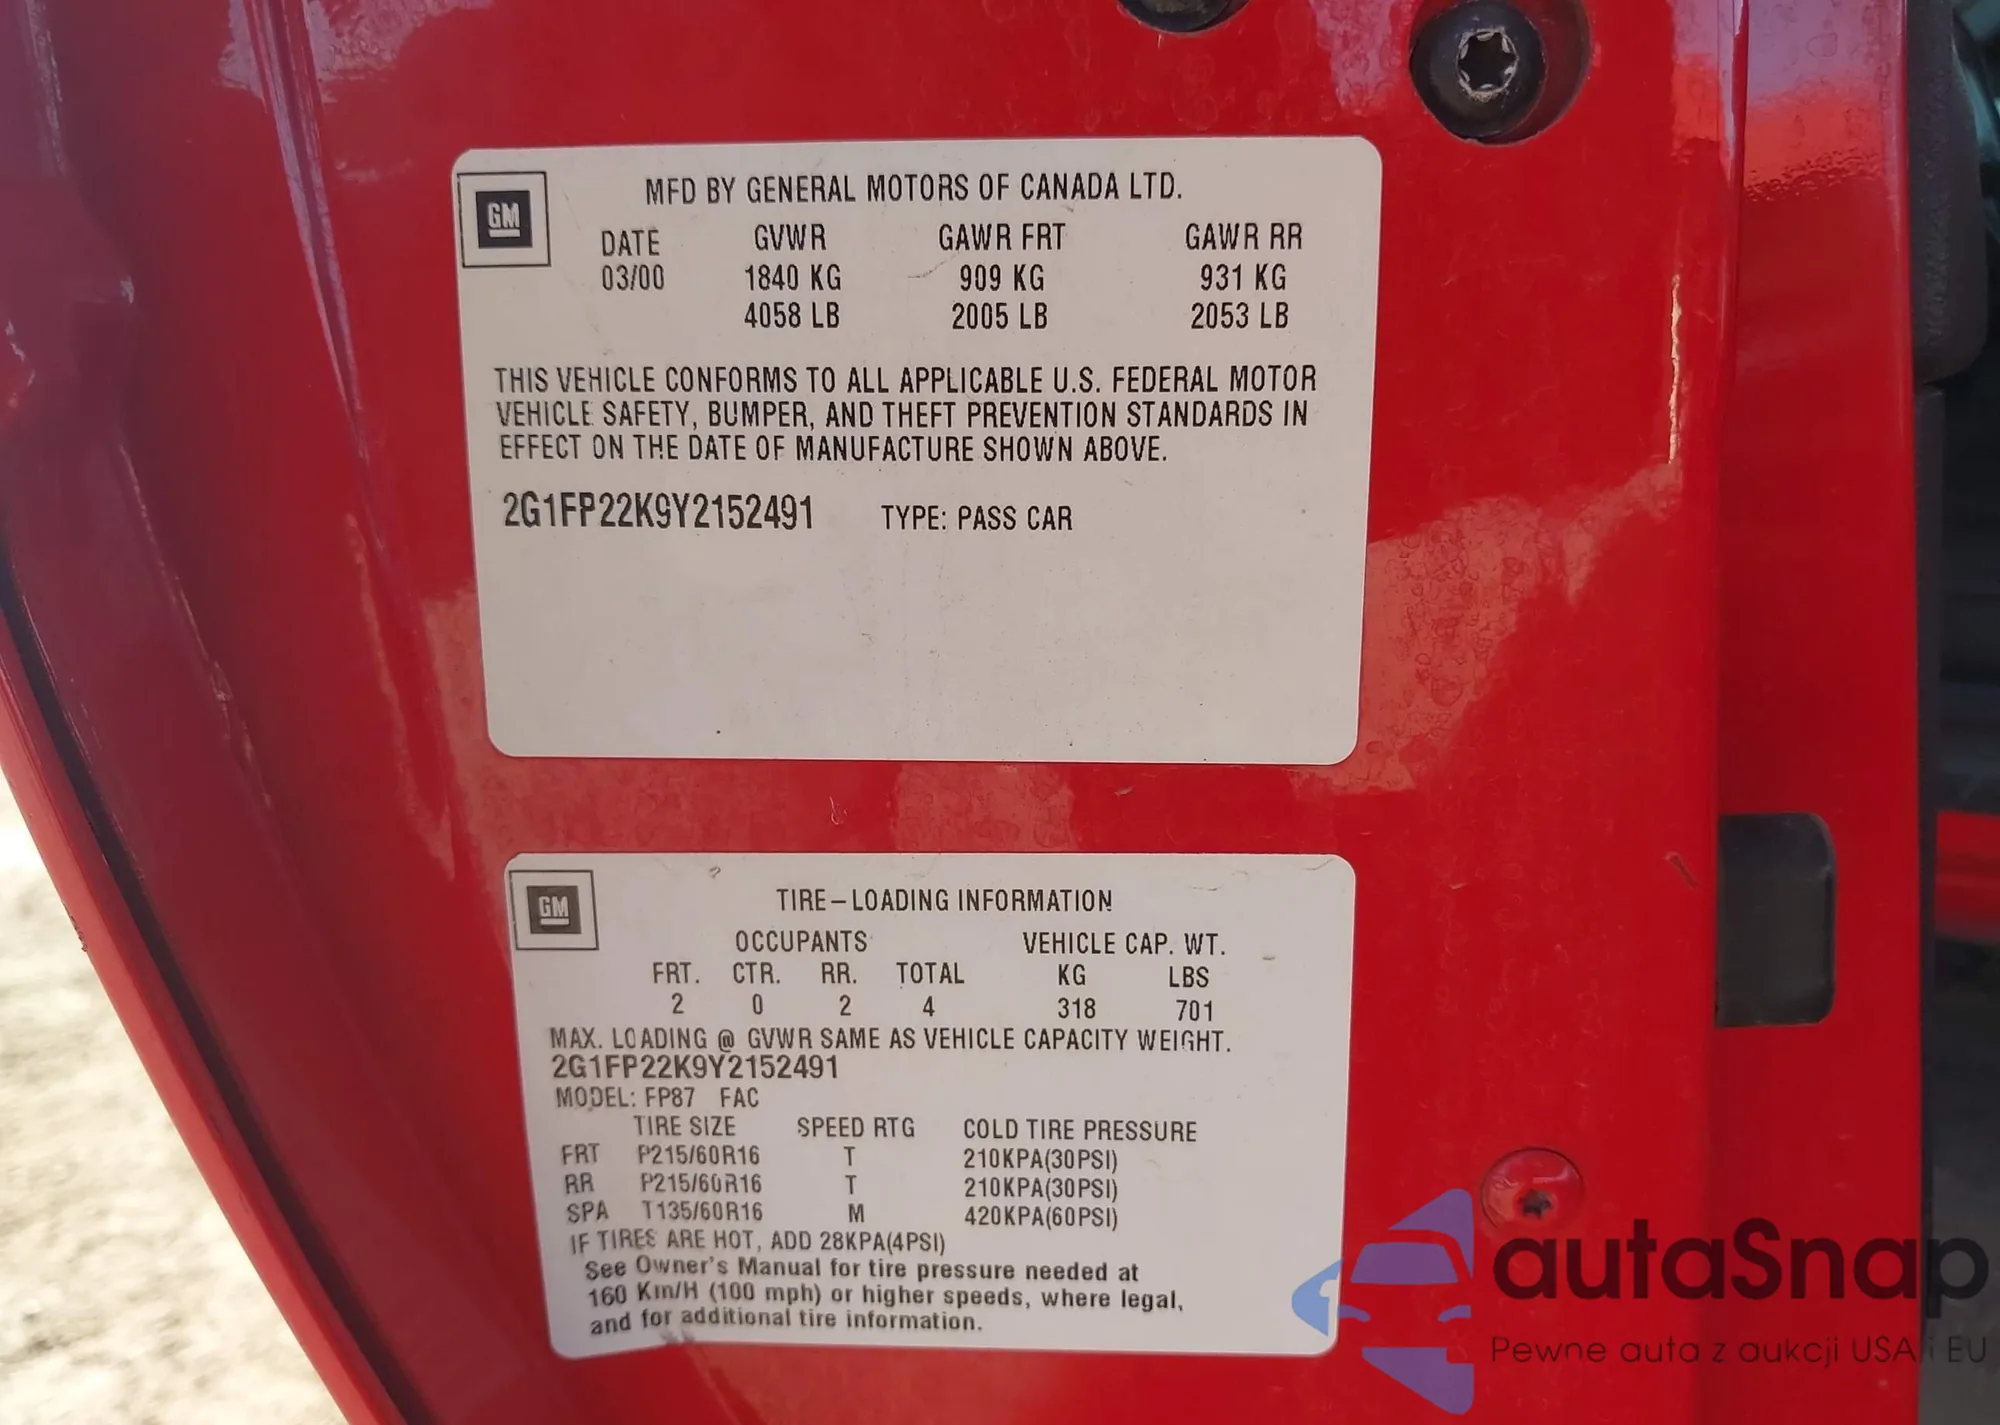 GM
MFD BY GENERAL MOTORS OF CANADA LTD.
DATE GVWR GAWR FRT GAWR RR
03/00 1840 KG 909 KG 931 KG
4058 LB 2005 LB 2053 LB
THIS VEHICLE CONFORMS TO ALL APPLICABLE U.S. FEDERAL MOTOR
VEHICLE SAFETY, BUMPER, AND THEFT PREVENTION STANDARDS IN
EFFECT ON THE DATE OF MANUFACTURE SHOWN ABOVE.
2G1FP22K9Y2152491 TYPE: PASS CAR
GM
TIRE-LOADING INFORMATION
OCCUPANTS VEHICLE CAP. WT.
FRT. CTR. RR. TOTAL KG LBS
2 0 2 4 318 701
MAX. LOADING @ GVWR SAME AS VEHICLE CAPACITY WEIGHT.
2G1FP22K9Y2152491
MODEL: FP87 FAC
TIRE SIZE SPEED RTG COLD TIRE PRESSURE
FRT P215/60R16 T 210KPA(30PSI)
RR P215/60R16 T 210KPA(30PSI)
SPA T135/60R16 M 420KPA(60PSI)
IF TIRES ARE HOT, ADD 28KPA(4PSI)
See Owner's Manual for tire pressure needed at
160 Km/H (100 mph) or higher speeds, where legal,
and for additional tire information.
autaSnap
Pewne auta z aukcji USA i EU